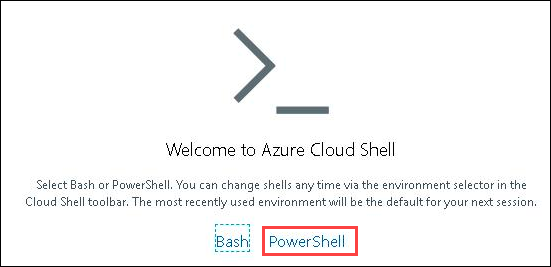 Welcome to Azure Cloud Shell
Select Bash or PowerShell. You can change shells any time via the environment selector in the
Cloud Shell toolbar. The most recently used environment will be the default for your next session.
Bash PowerShell